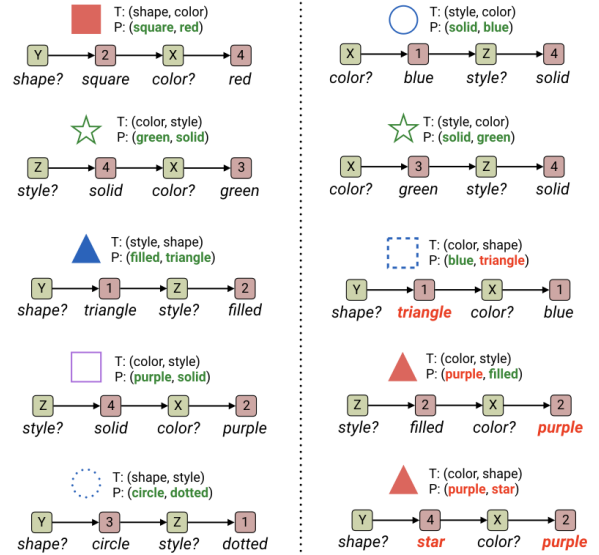 T: (shape, color)
P: (square, red)
Y 2 X 4
shape? square color? red
T: (color, style)
P: (green, solid)
Z 4 X 3
style? solid color? green
T: (style, shape)
P: (filled, triangle)
Y 1 Z 2
shape? triangle style? filled
T: (color, style)
P: (purple, solid)
Z 4 X 2
style? solid color? purple
T: (shape, style)
P: (circle, dotted)
Y 3 Z 1
shape? circle style? dotted
T: (style, color)
P: (solid, blue)
X 1 Z 4
color? blue style? solid
T: (style, color)
P: (solid, green)
X 3 Z 4
color? green style? solid
T: (color, shape)
P: (blue, triangle)
Y 1 X 1
shape? triangle color? blue
T: (color, style)
P: (purple, filled)
Z 2 X 2
style? filled color? purple
T: (color, shape)
P: (purple, star)
Y 4 X 2
shape? star color? purple